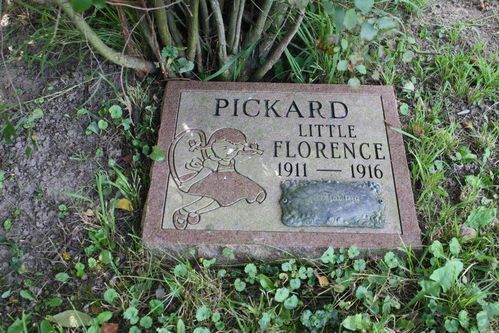 PICKARD
LITTLE
FLORENCE
1911 — 1916